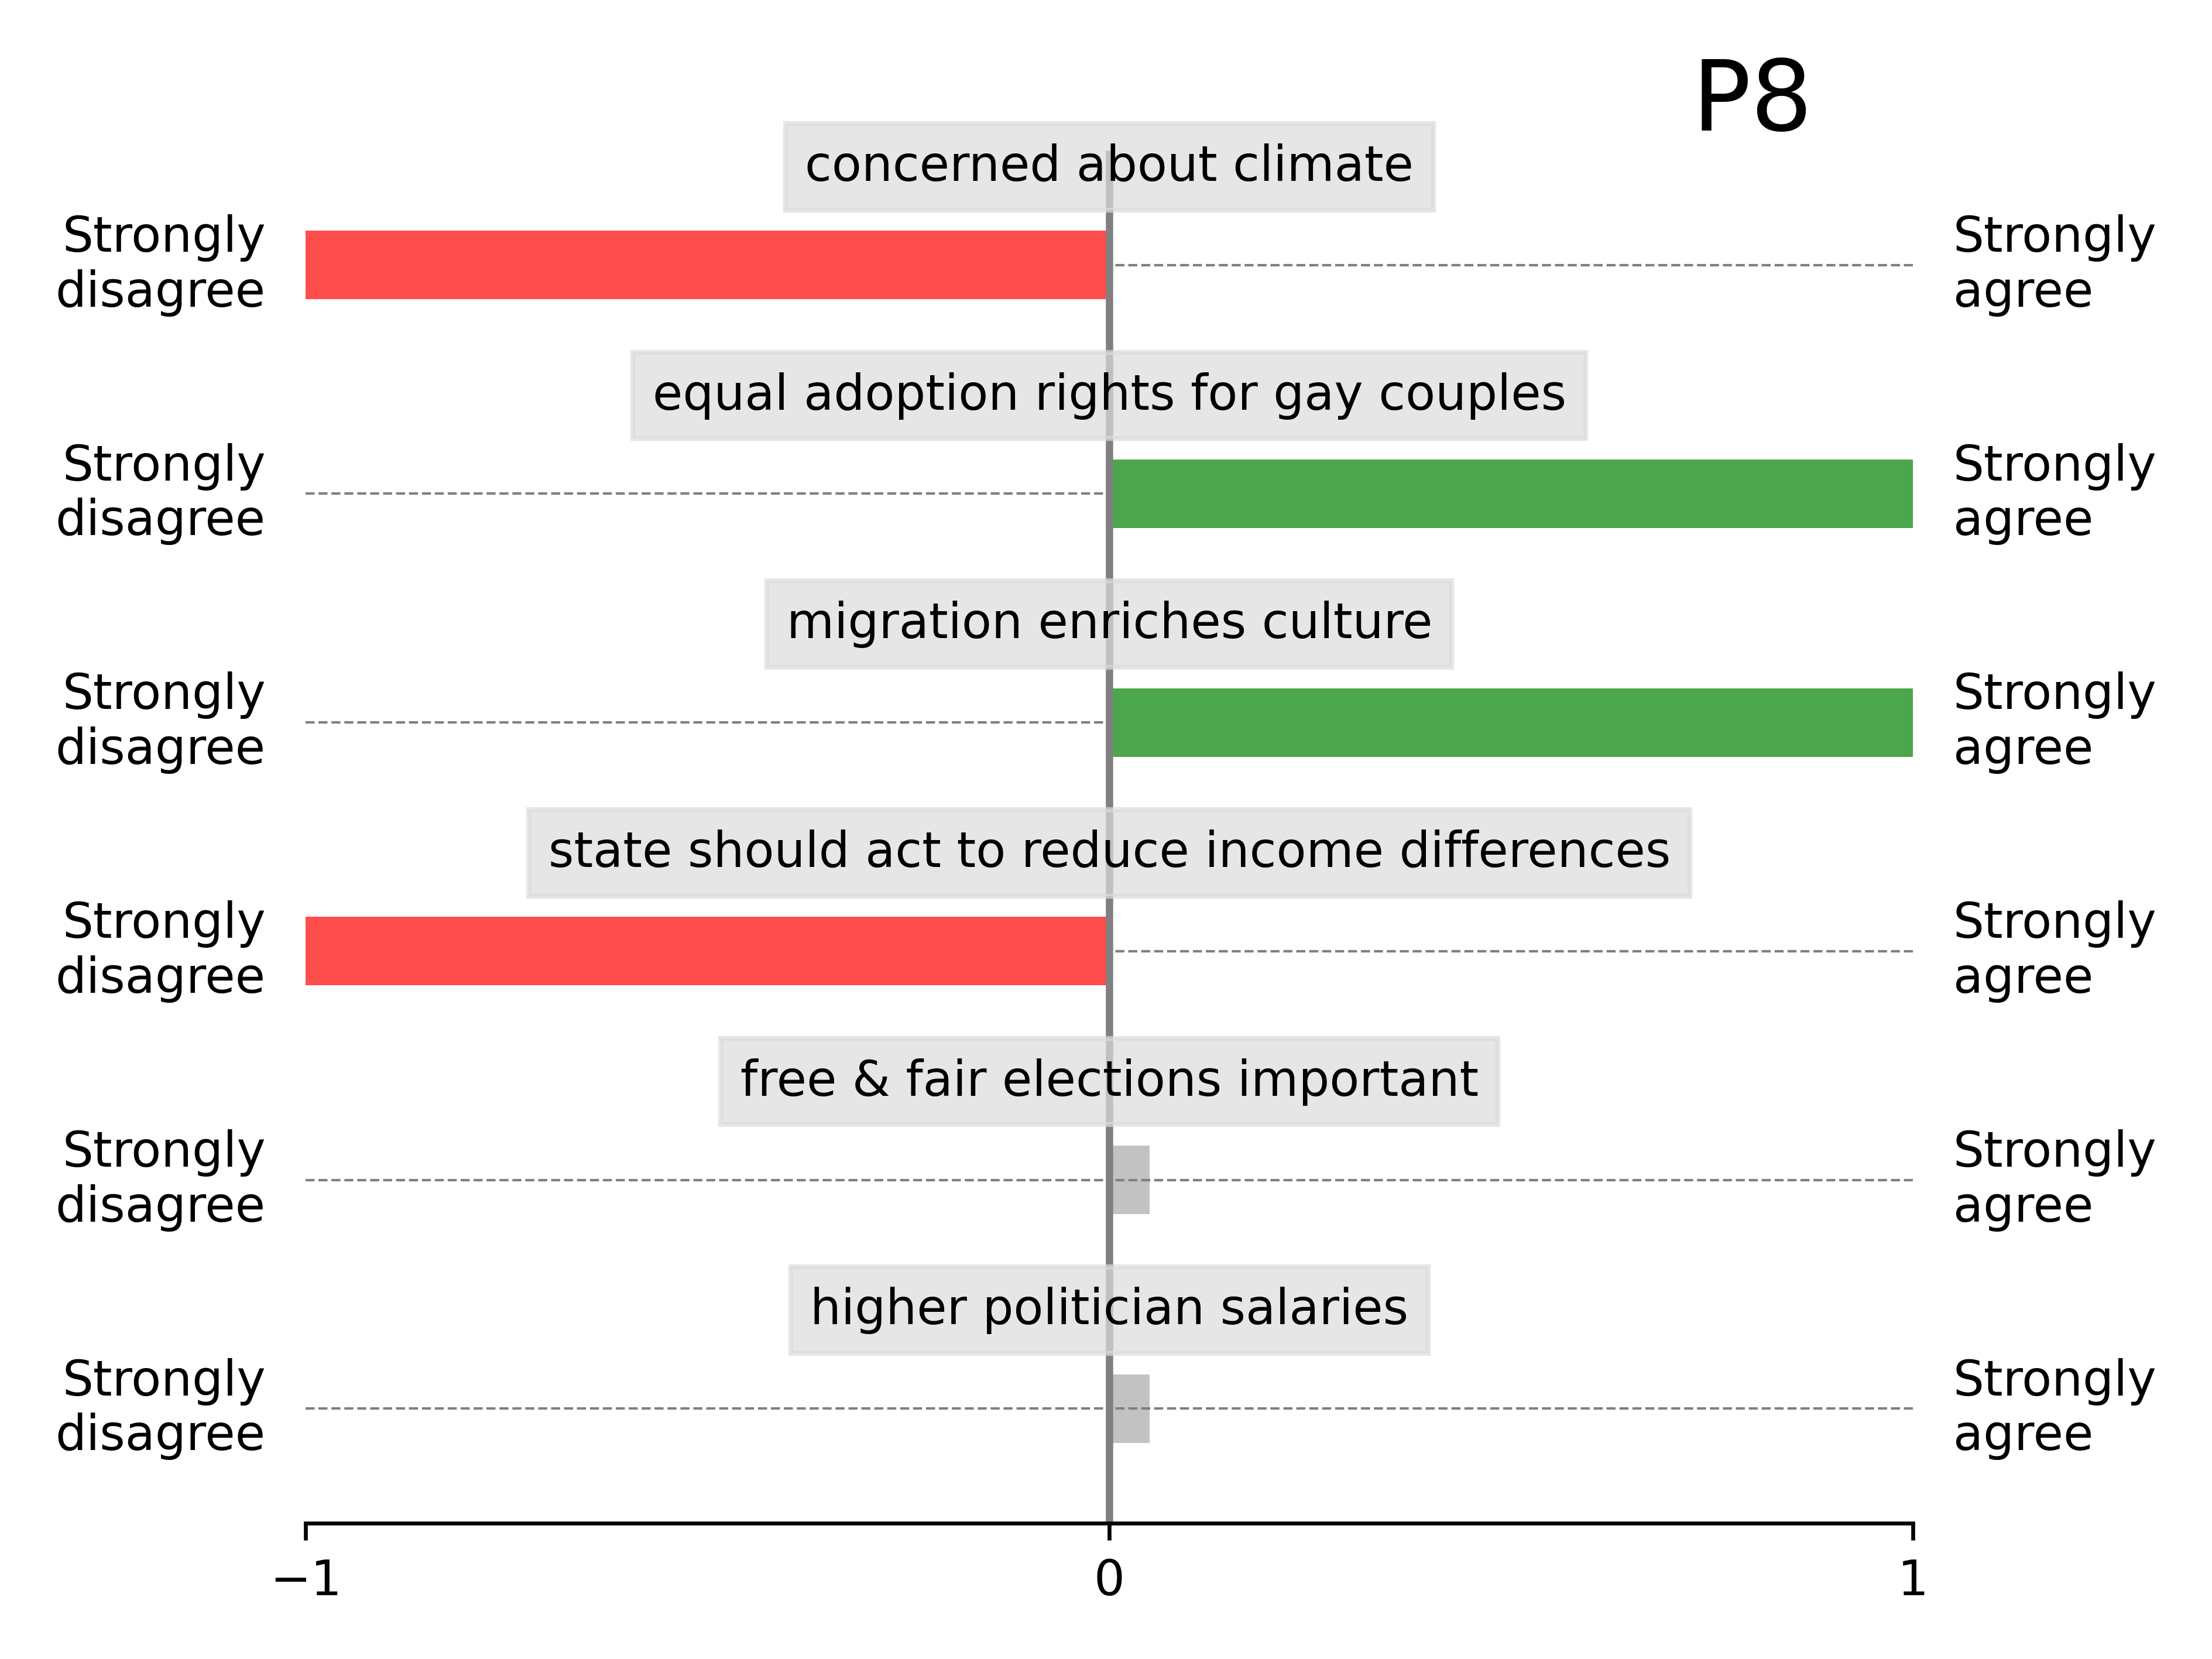 P8
concerned about climate
Strongly
disagree
Strongly
agree
equal adoption rights for gay couples
Strongly
disagree
Strongly
agree
migration enriches culture
Strongly
disagree
Strongly
agree
state should act to reduce income differences
Strongly
disagree
Strongly
agree
free & fair elections important
Strongly
disagree
Strongly
agree
higher politician salaries
Strongly
disagree
Strongly
agree
−1 0 1